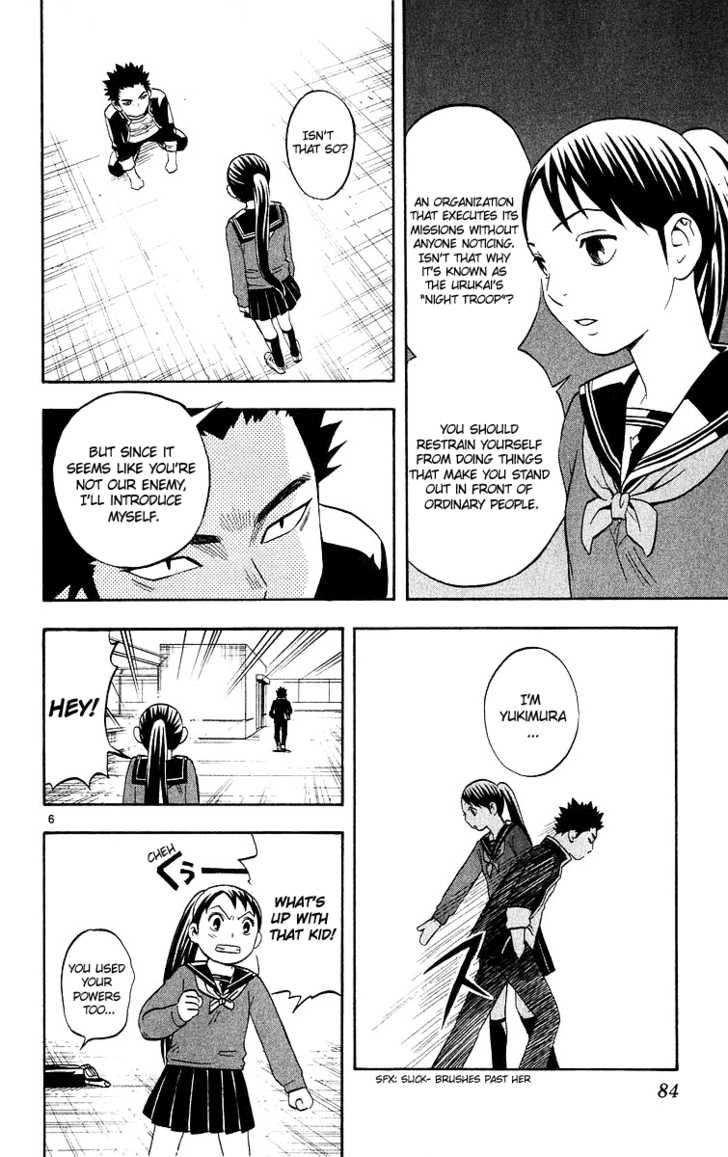 AN ORGANIZATION
THAT EXECUTES ITS
MISSIONS WITHOUT
ANYONE NOTICING.
ISN'T THAT WHY
IT'S KNOWN AS
THE URUKAI'S
"NIGHT TROOP"?
YOU SHOULD
RESTRAIN YOURSELF
FROM DOING THINGS
THAT MAKE YOU STAND
OUT IN FRONT OF
ORDINARY PEOPLE.
ISN'T
THAT SO?
BUT SINCE IT
SEEMS LIKE YOU'RE
NOT OUR ENEMY,
I'LL INTRODUCE
MYSELF.
I'M
YUKIMURA
...
ス
SFX: SLICK- BRUSHES PAST HER
HEY!
6
CHEH
くぅー
WHAT'S
UP WITH
THAT KID!
YOU USED
YOUR
POWERS
TOO...
84